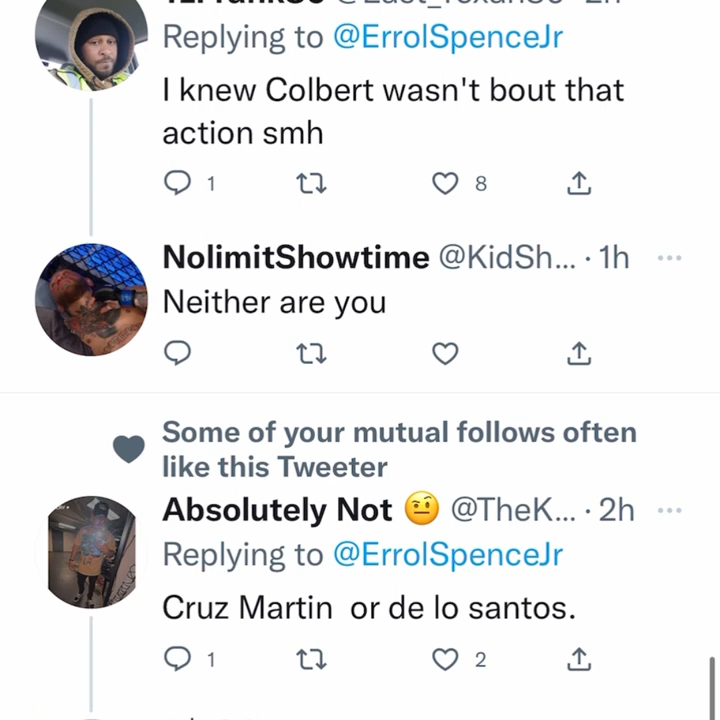 Replying to @ErrolSpenceJr
I knew Colbert wasn't bout that
action smh
1 8
NolimitShowtime @KidSh... · 1h ...
Neither are you
Some of your mutual follows often
like this Tweeter
Absolutely Not 🤨 @TheK... · 2h ...
Replying to @ErrolSpenceJr
Cruz Martin or de lo santos.
1 2